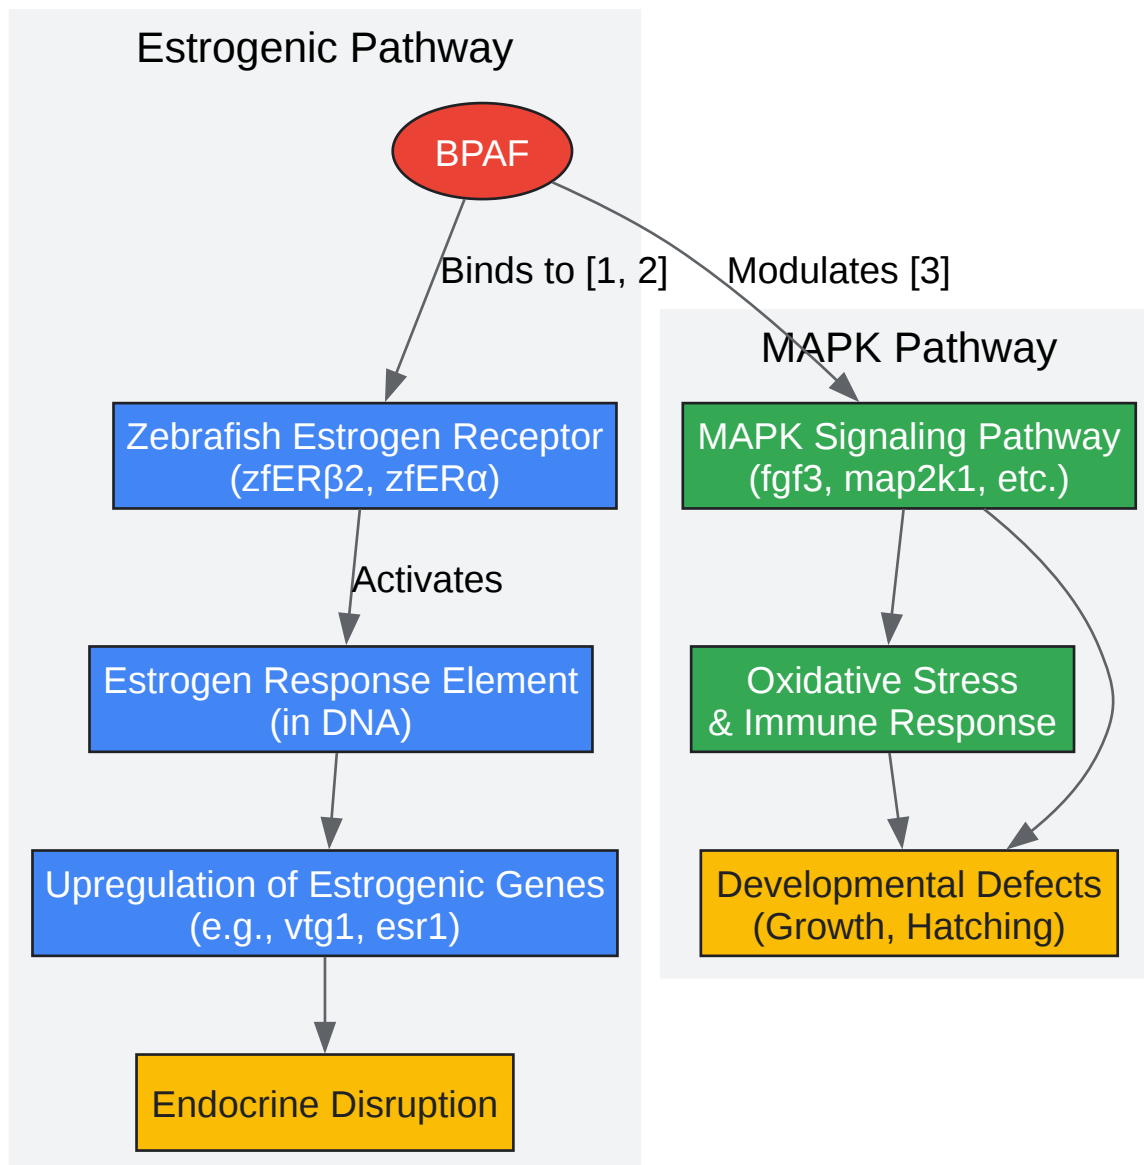 Estrogenic Pathway
BPAF
Binds to [1, 2]
Modulates [3]
MAPK Pathway
Zebrafish Estrogen Receptor
(zfERβ2, zfERα)
MAPK Signaling Pathway
(fgf3, map2k1, etc.)
Activates
Estrogen Response Element
(in DNA)
Oxidative Stress
& Immune Response
Upregulation of Estrogenic Genes
(e.g., vtg1, esr1)
Developmental Defects
(Growth, Hatching)
Endocrine Disruption